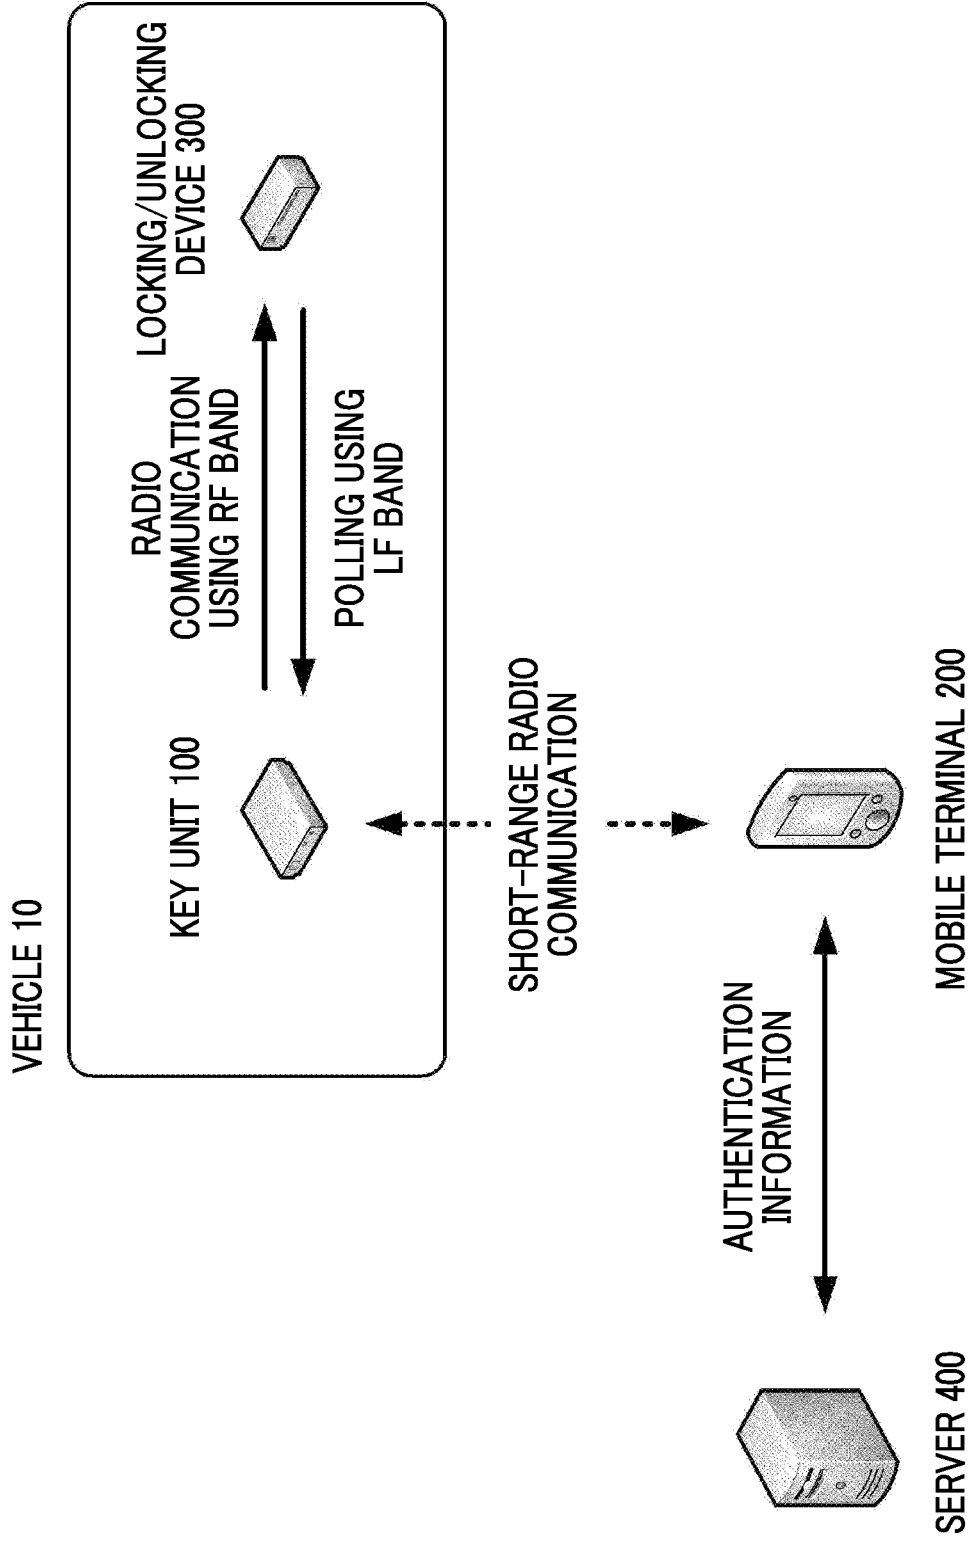 VEHICLE 10
KEY UNIT 100
RADIO
COMMUNICATION
USING RF BAND
LOCKING/UNLOCKING
DEVICE 300
POLLING USING
LF BAND
SHORT-RANGE RADIO
COMMUNICATION
AUTHENTICATION
INFORMATION
SERVER 400
MOBILE TERMINAL 200